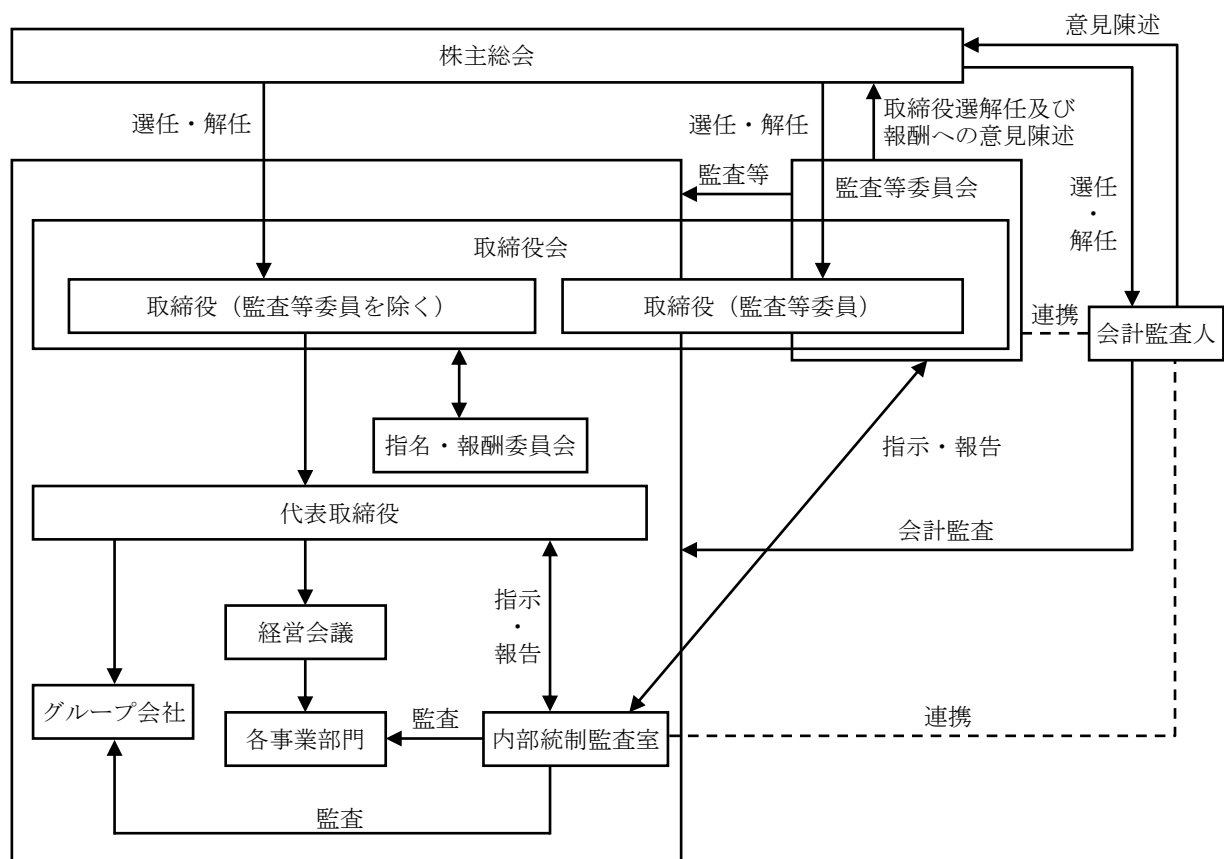 意見陳述
株主総会
選任・解任
選任・解任
取締役選解任及び
報酬への意見陳述
監査等
監査等委員会
選任
・
解任
取締役会
取締役（監査等委員を除く）
取締役（監査等委員）
連携
会計監査人
指名・報酬委員会
指示・報告
代表取締役
会計監査
指示
・
報告
経営会議
グループ会社
各事業部門
監査
内部統制監査室
連携
監査